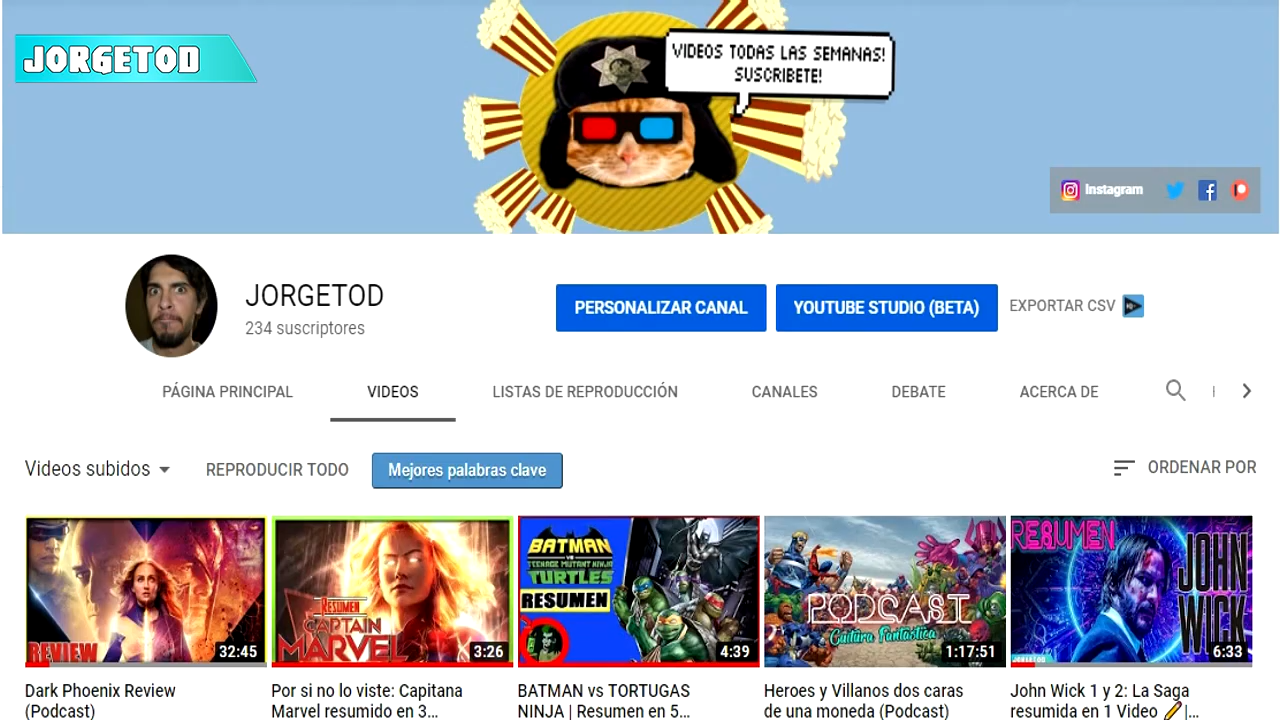 JORGETOD
VIDEOS TODAS LAS SEMANAS!
SUSCRIBETE!
Instagram
JORGETOD
234 suscriptores
PERSONALIZAR CANAL
YOUTUBE STUDIO (BETA)
EXPORTAR CSV
PÁGINA PRINCIPAL
VIDEOS
LISTAS DE REPRODUCCIÓN
CANALES
DEBATE
ACERCA DE
Videos subidos
REPRODUCIR TODO
Mejores palabras clave
ORDENAR POR
REVIEW
32:45
RESUMEN
CAPTAIN
MARVEL
3:26
BATMAN
VS
TEENAGE MUTANT NINJA
TURTLES
RESUMEN
4:39
PODCAST
Cultura Fantástica
1:17:51
RESUMEN
JOHN
WICK
JORGETOD
6:33
Dark Phoenix Review
(Podcast)
Por si no lo viste: Capitana
Marvel resumido en 3...
BATMAN vs TORTUGAS
NINJA | Resumen en 5...
Heroes y Villanos dos caras
de una moneda (Podcast)
John Wick 1 y 2: La Saga
resumida en 1 Video 🖍|...